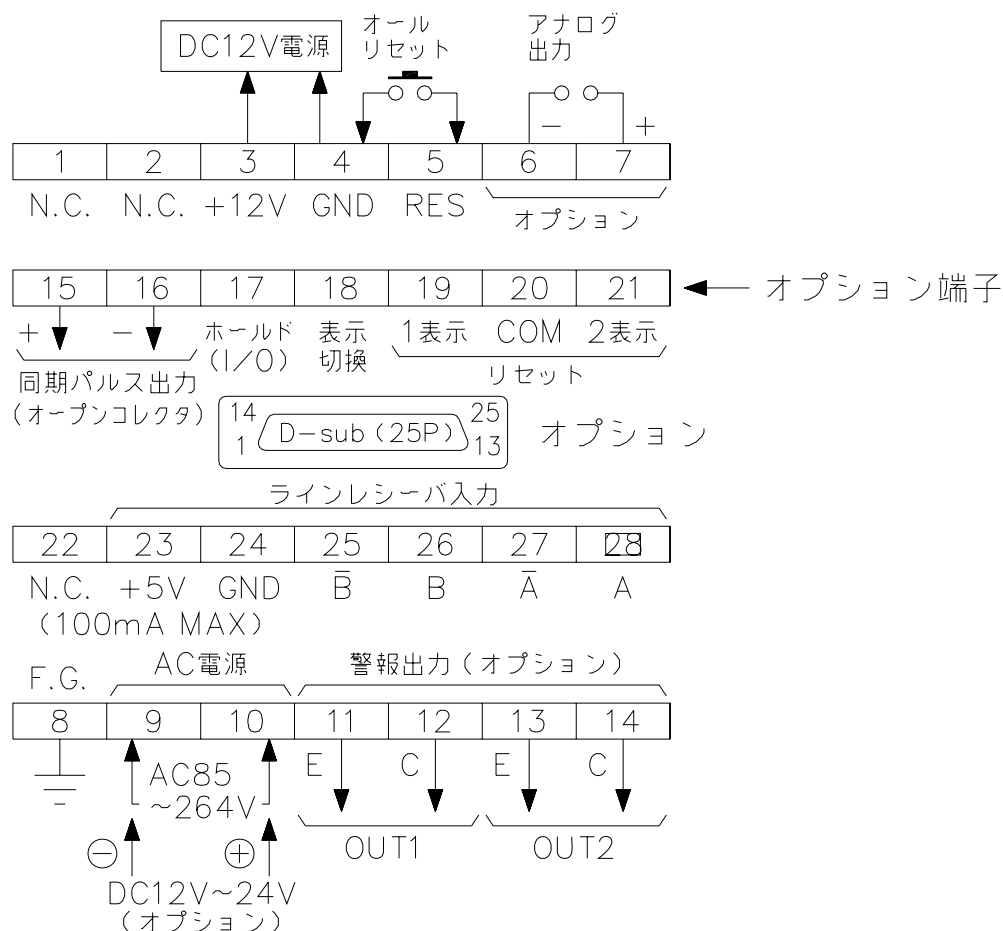 DC12V電源
オール
リセット
アナログ
出力
− +
1 2 3 4 5 6 7
N.C. N.C. +12V GND RES
オプション
15 16 17 18 19 20 21
オプション端子
+ −
ホールド
(I/O)
表示
切換
1表示 COM 2表示
リセット
同期パルス出力
(オープンコレクタ)
14 25
1 D−sub(25P) 13
オプション
ラインレシーバ入力
22 23 24 25 26 27 28
N.C. +5V GND B̅ B A̅ A
(100mA MAX)
F.G.
AC電源
警報出力(オプション)
8 9 10 11 12 13 14
E C E C
AC85
~264V
OUT1 OUT2
⊖ ⊕
DC12V~24V
(オプション)